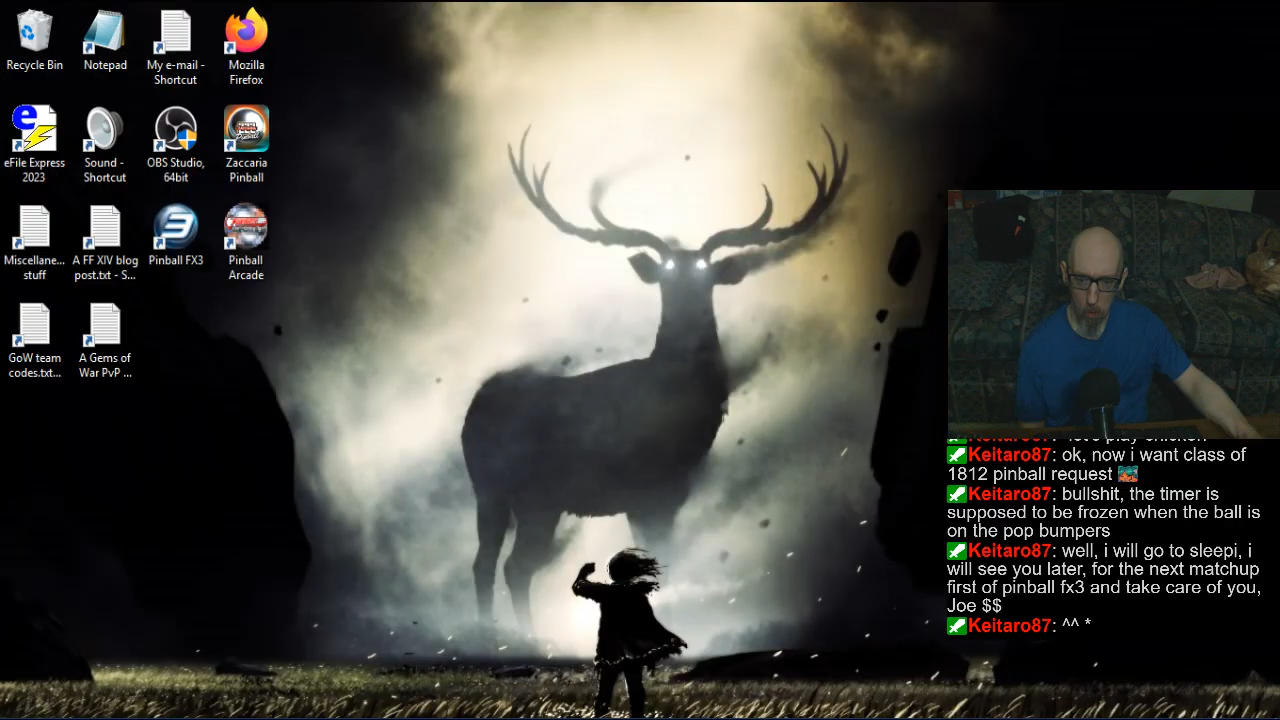 Recycle Bin
Notepad
My e-mail - Shortcut
Mozilla Firefox
eFile Express 2023
Sound - Shortcut
OBS Studio, 64bit
Zaccaria Pinball
Miscellane... stuff
A FF XIV blog post.txt - S...
Pinball FX3
Pinball Arcade
GoW team codes.txt...
A Gems of War PvP ...
Keitaro87: ok, now i want class of
1812 pinball request
Keitaro87: bullshit, the timer is
supposed to be frozen when the ball is
on the pop bumpers
Keitaro87: well, i will go to sleepi, i
will see you later, for the next matchup
first of pinball fx3 and take care of you,
Joe $$
Keitaro87: ^^ *